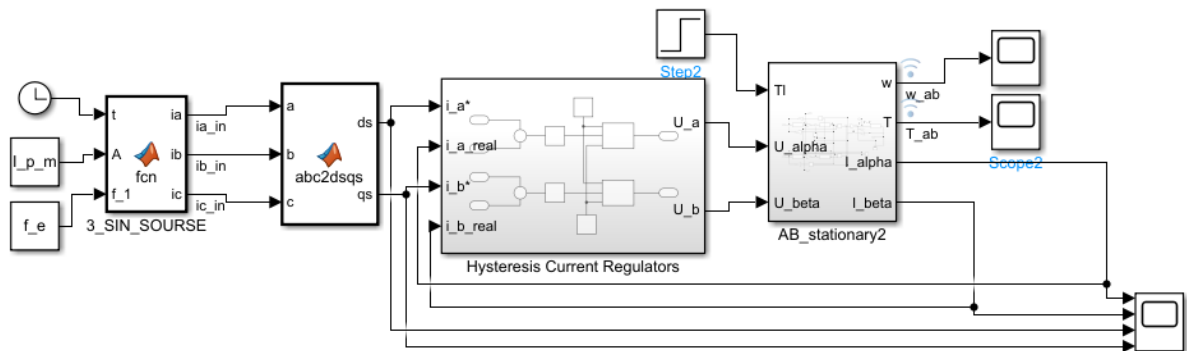 t
A
f_1
ia
ib
ic
fcn
3_SIN_SOURSE
I_p_m
f_e
ia_in
ib_in
ic_in
a
b
c
ds
qs
abc2dsqs
i_a*
i_a_real
i_b*
i_b_real
U_a
U_b
Hysteresis Current Regulators
Step2
Tl
U_alpha
U_beta
w
T
I_alpha
I_beta
AB_stationary2
w_ab
T_ab
Scope2